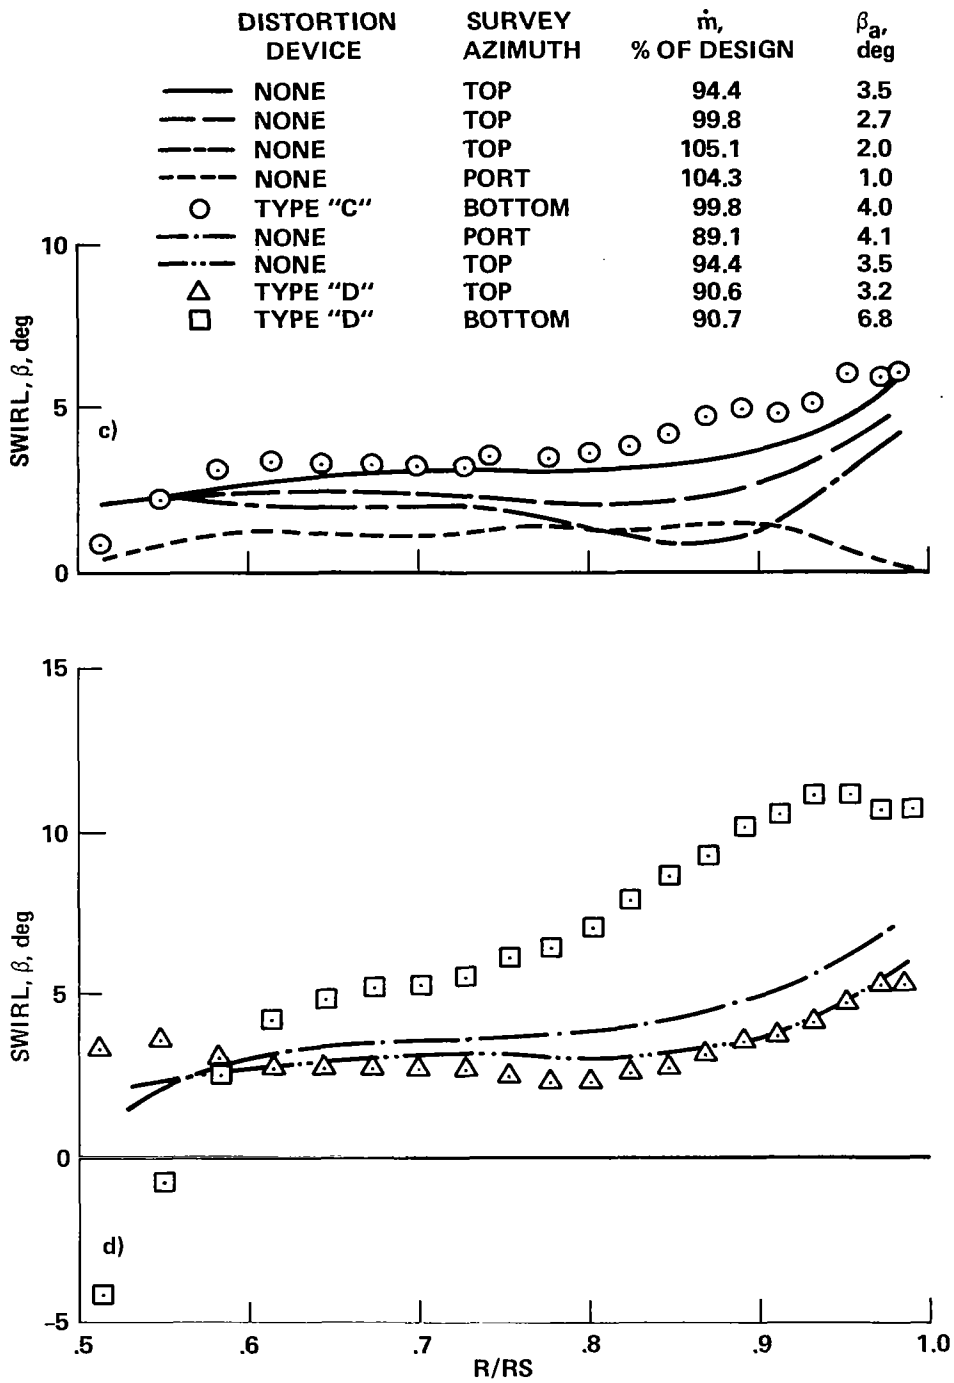 DISTORTION DEVICE SURVEY AZIMUTH ṁ, % OF DESIGN βa, deg
NONE TOP 94.4 3.5
NONE TOP 99.8 2.7
NONE TOP 105.1 2.0
NONE PORT 104.3 1.0
TYPE "C" BOTTOM 99.8 4.0
NONE PORT 89.1 4.1
NONE TOP 94.4 3.5
TYPE "D" TOP 90.6 3.2
TYPE "D" BOTTOM 90.7 6.8
10
5
0
SWIRL, β, deg
c)
15
10
5
0
-5
SWIRL, β, deg
d)
.5 .6 .7 .8 .9 1.0
R/RS